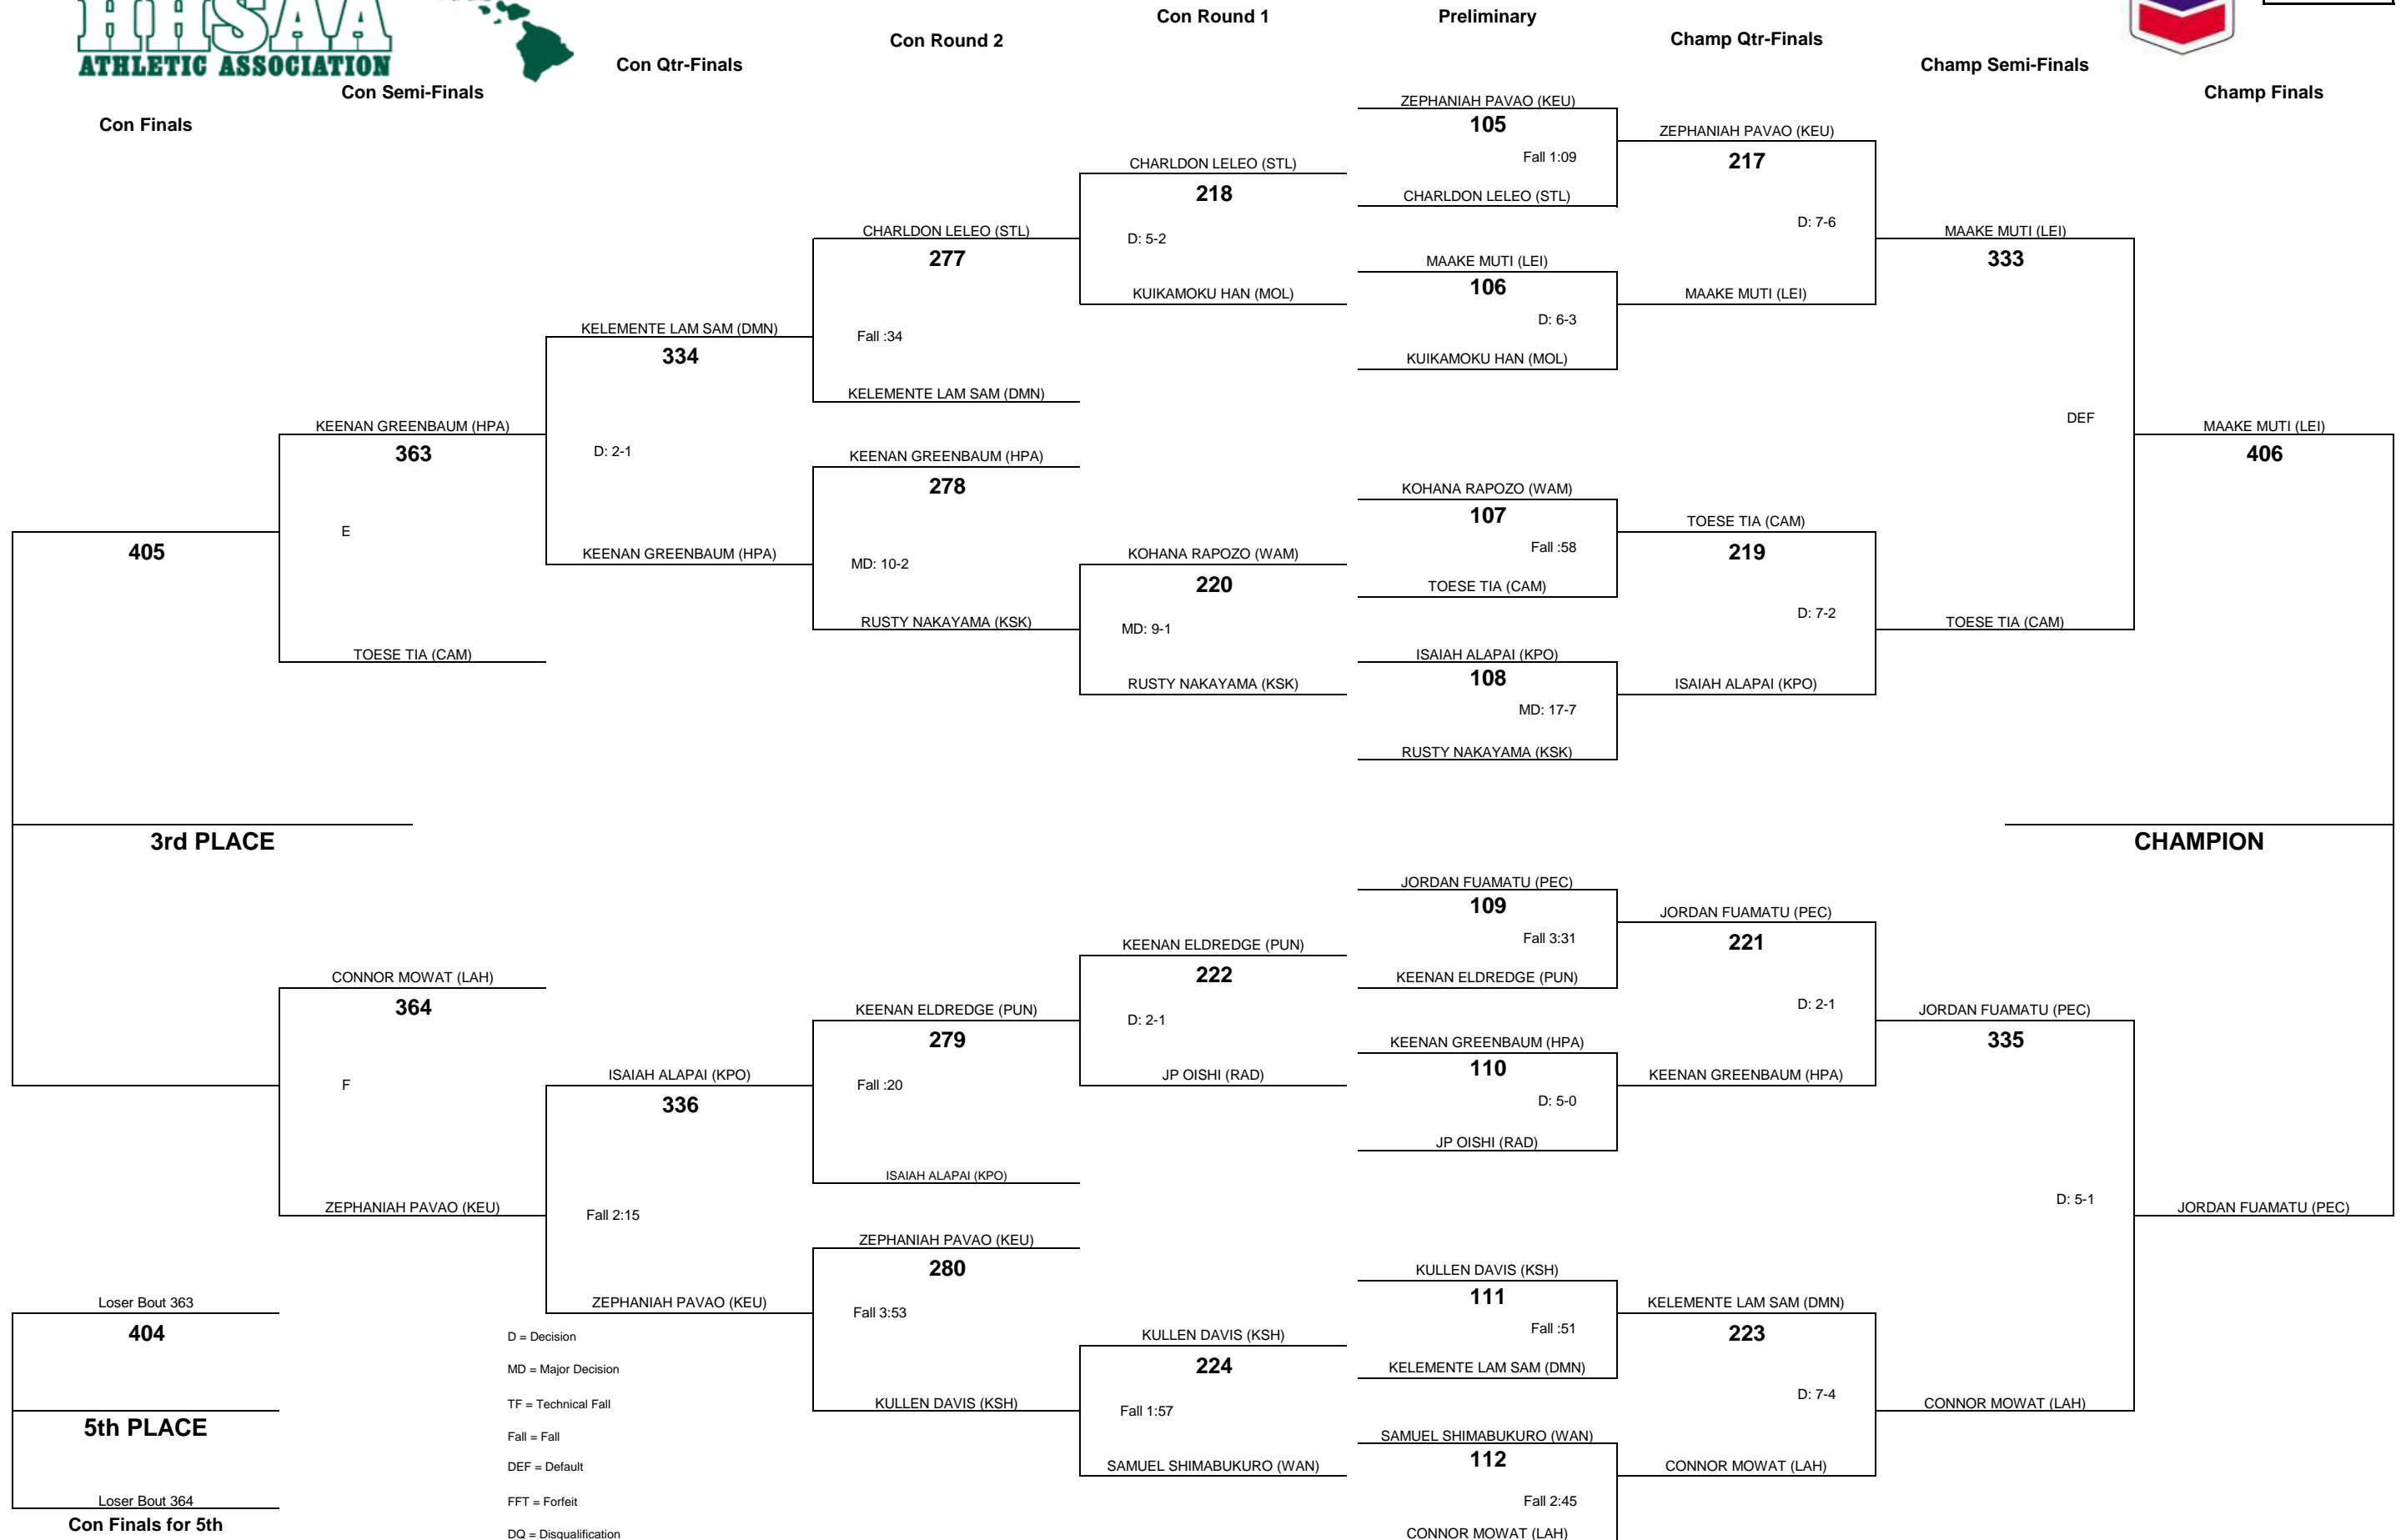 HHSAA
ATHLETIC ASSOCIATION
Con Finals
Con Semi-Finals
Con Qtr-Finals
Con Round 2
Con Round 1
Preliminary
Champ Qtr-Finals
Champ Semi-Finals
Champ Finals
ZEPHANIAH PAVAO (KEU)
105
Fall 1:09
CHARLDON LELEO (STL)
MAAKE MUTI (LEI)
106
D: 6-3
KUIKAMOKU HAN (MOL)
KOHANA RAPOZO (WAM)
107
Fall :58
TOESE TIA (CAM)
ISAIAH ALAPAI (KPO)
108
MD: 17-7
RUSTY NAKAYAMA (KSK)
JORDAN FUAMATU (PEC)
109
Fall 3:31
KEENAN ELDREDGE (PUN)
KEENAN GREENBAUM (HPA)
110
D: 5-0
JP OISHI (RAD)
KULLEN DAVIS (KSH)
111
Fall :51
KELEMENTE LAM SAM (DMN)
SAMUEL SHIMABUKURO (WAN)
112
Fall 2:45
CONNOR MOWAT (LAH)
ZEPHANIAH PAVAO (KEU)
217
D: 7-6
MAAKE MUTI (LEI)
TOESE TIA (CAM)
219
D: 7-2
ISAIAH ALAPAI (KPO)
JORDAN FUAMATU (PEC)
221
D: 2-1
KEENAN GREENBAUM (HPA)
KELEMENTE LAM SAM (DMN)
223
D: 7-4
CONNOR MOWAT (LAH)
MAAKE MUTI (LEI)
333
DEF
TOESE TIA (CAM)
JORDAN FUAMATU (PEC)
335
D: 5-1
CONNOR MOWAT (LAH)
MAAKE MUTI (LEI)
406
CHAMPION
JORDAN FUAMATU (PEC)
CHARLDON LELEO (STL)
218
D: 5-2
KUIKAMOKU HAN (MOL)
KOHANA RAPOZO (WAM)
220
MD: 9-1
RUSTY NAKAYAMA (KSK)
KEENAN ELDREDGE (PUN)
222
D: 2-1
JP OISHI (RAD)
KULLEN DAVIS (KSH)
224
Fall 1:57
SAMUEL SHIMABUKURO (WAN)
CHARLDON LELEO (STL)
277
Fall :34
KELEMENTE LAM SAM (DMN)
KEENAN GREENBAUM (HPA)
278
MD: 10-2
RUSTY NAKAYAMA (KSK)
KEENAN ELDREDGE (PUN)
279
Fall :20
ISAIAH ALAPAI (KPO)
ZEPHANIAH PAVAO (KEU)
280
Fall 3:53
KULLEN DAVIS (KSH)
KELEMENTE LAM SAM (DMN)
334
D: 2-1
KEENAN GREENBAUM (HPA)
ISAIAH ALAPAI (KPO)
336
Fall 2:15
ZEPHANIAH PAVAO (KEU)
KEENAN GREENBAUM (HPA)
363
E
TOESE TIA (CAM)
CONNOR MOWAT (LAH)
364
F
ZEPHANIAH PAVAO (KEU)
405
3rd PLACE
Loser Bout 363
404
5th PLACE
Loser Bout 364
Con Finals for 5th
D = Decision
MD = Major Decision
TF = Technical Fall
Fall = Fall
DEF = Default
FFT = Forfeit
DQ = Disqualification